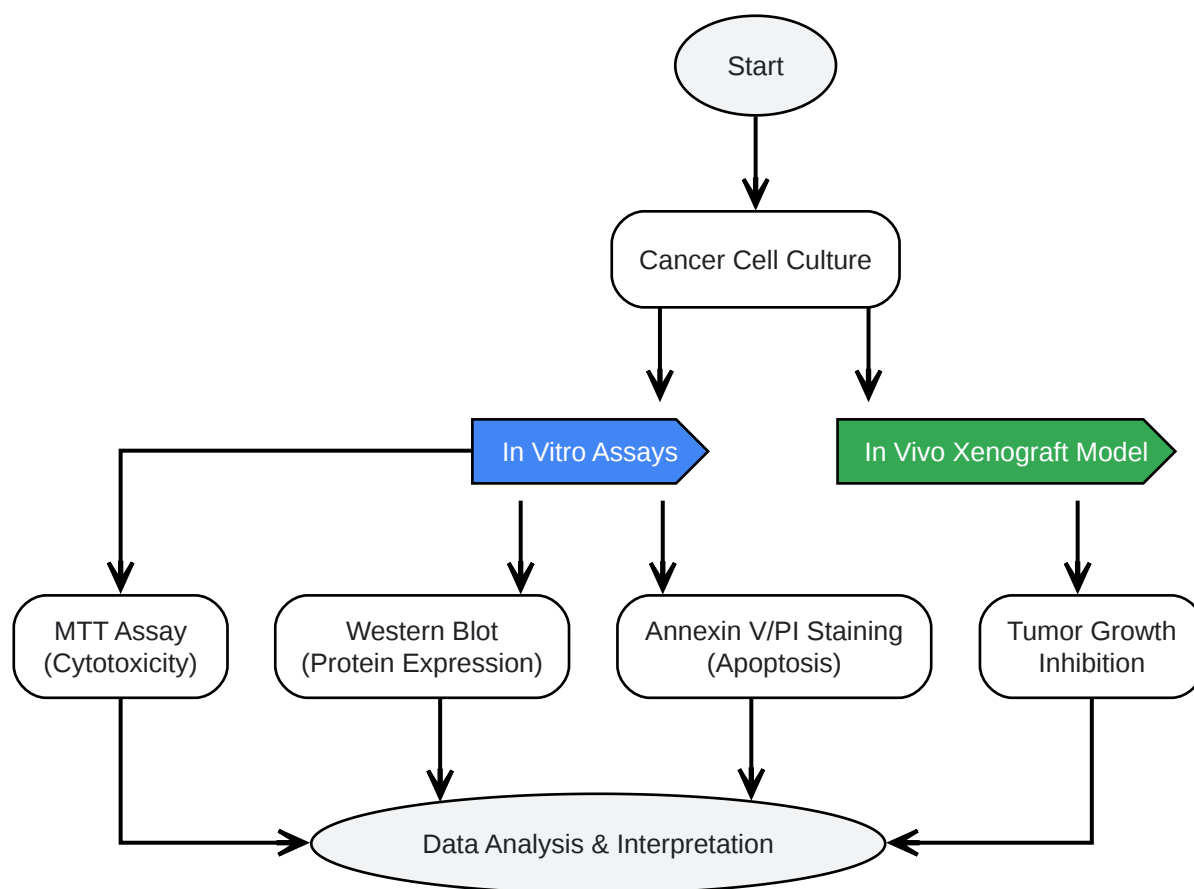 Start
Cancer Cell Culture
In Vitro Assays
In Vivo Xenograft Model
MTT Assay
(Cytotoxicity)
Western Blot
(Protein Expression)
Annexin V/PI Staining
(Apoptosis)
Tumor Growth
Inhibition
Data Analysis & Interpretation